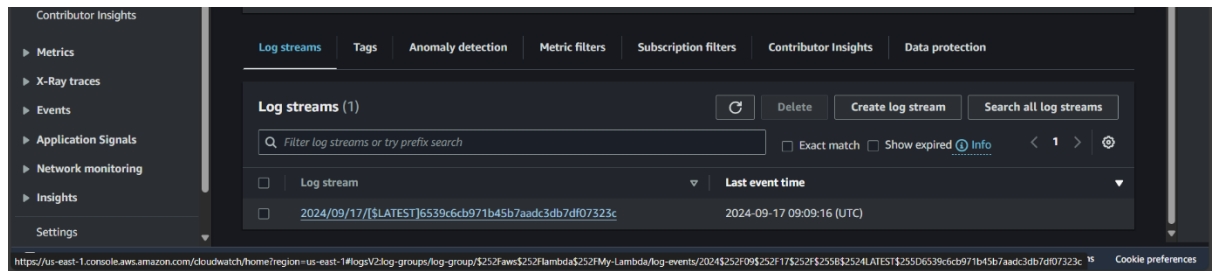 Contributor Insights
Metrics
X-Ray traces
Events
Application Signals
Network monitoring
Insights
Settings
Log streams Tags Anomaly detection Metric filters Subscription filters Contributor Insights Data protection
Log streams (1) Delete Create log stream Search all log streams
Filter log streams or try prefix search Exact match Show expired Info 1
Log stream Last event time
2024/09/17/[$LATEST]6539c6cb971b45b7aadc3db7df07323c 2024-09-17 09:09:16 (UTC)
https://us-east-1.console.aws.amazon.com/cloudwatch/home?region=us-east-1#logsV2:log-groups/log-group/$252Faws$252Flambda$252FMy-Lambda/log-events/2024$252F09$252F17$252F$255B$2524LATEST$255D6539c6cb971b45b7aadc3db7df07323c Cookie preferences